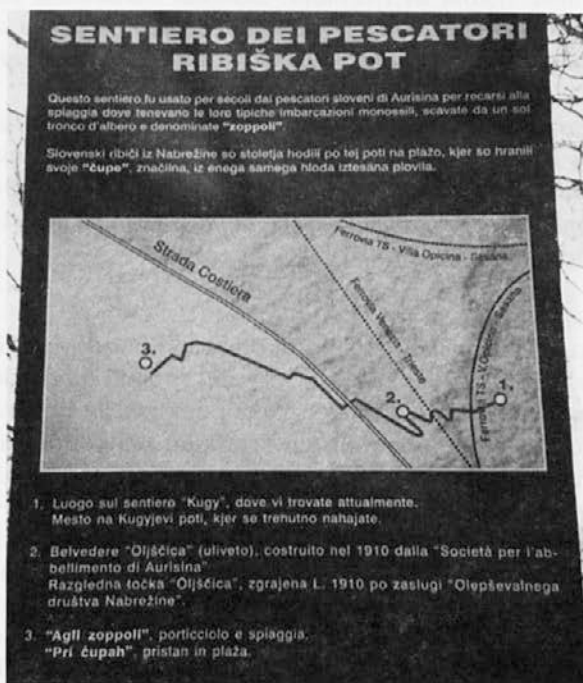 SENTIERO DEI PESCATORI
RIBIŠKA POT
Questo sentiero fu usato per secoli dai pescatori sloveni di Aurisina per recarsi alla
spiaggia dove tenevano le loro tipiche imbarcazioni monossili, scavate da un sol
tronco d'albero e denominate "zoppoli".
Slovenski ribiči iz Nabrežine so stoletja hodili po tej poti na plažo, kjer so hranili
svoje "čupe", značilna, iz enega samega hloda iztesana plovila.
Ferrovia TS - Villa Opicina - Sesana
Strada Costiera
Ferrovia Venezia - Trieste
Ferrovia TS - V.Opicina - Sesana
3.
2.
1.
1. Luogo sul sentiero "Kugy", dove vi trovate attualmente.
Mesto na Kugyjevi poti, kjer se trenutno nahajate.
2. Belvedere "Oljščica" (uliveto), costruito nel 1910 dalla "Società per l'ab-
bellimento di Aurisina"
Razgledna točka "Oljščica", zgrajena L. 1910 po zaslugi "Olepševalnega
društva Nabrežine".
3. "Agli zoppoli", porticciolo e spiaggia.
"Pri čupah", pristan in plaža.